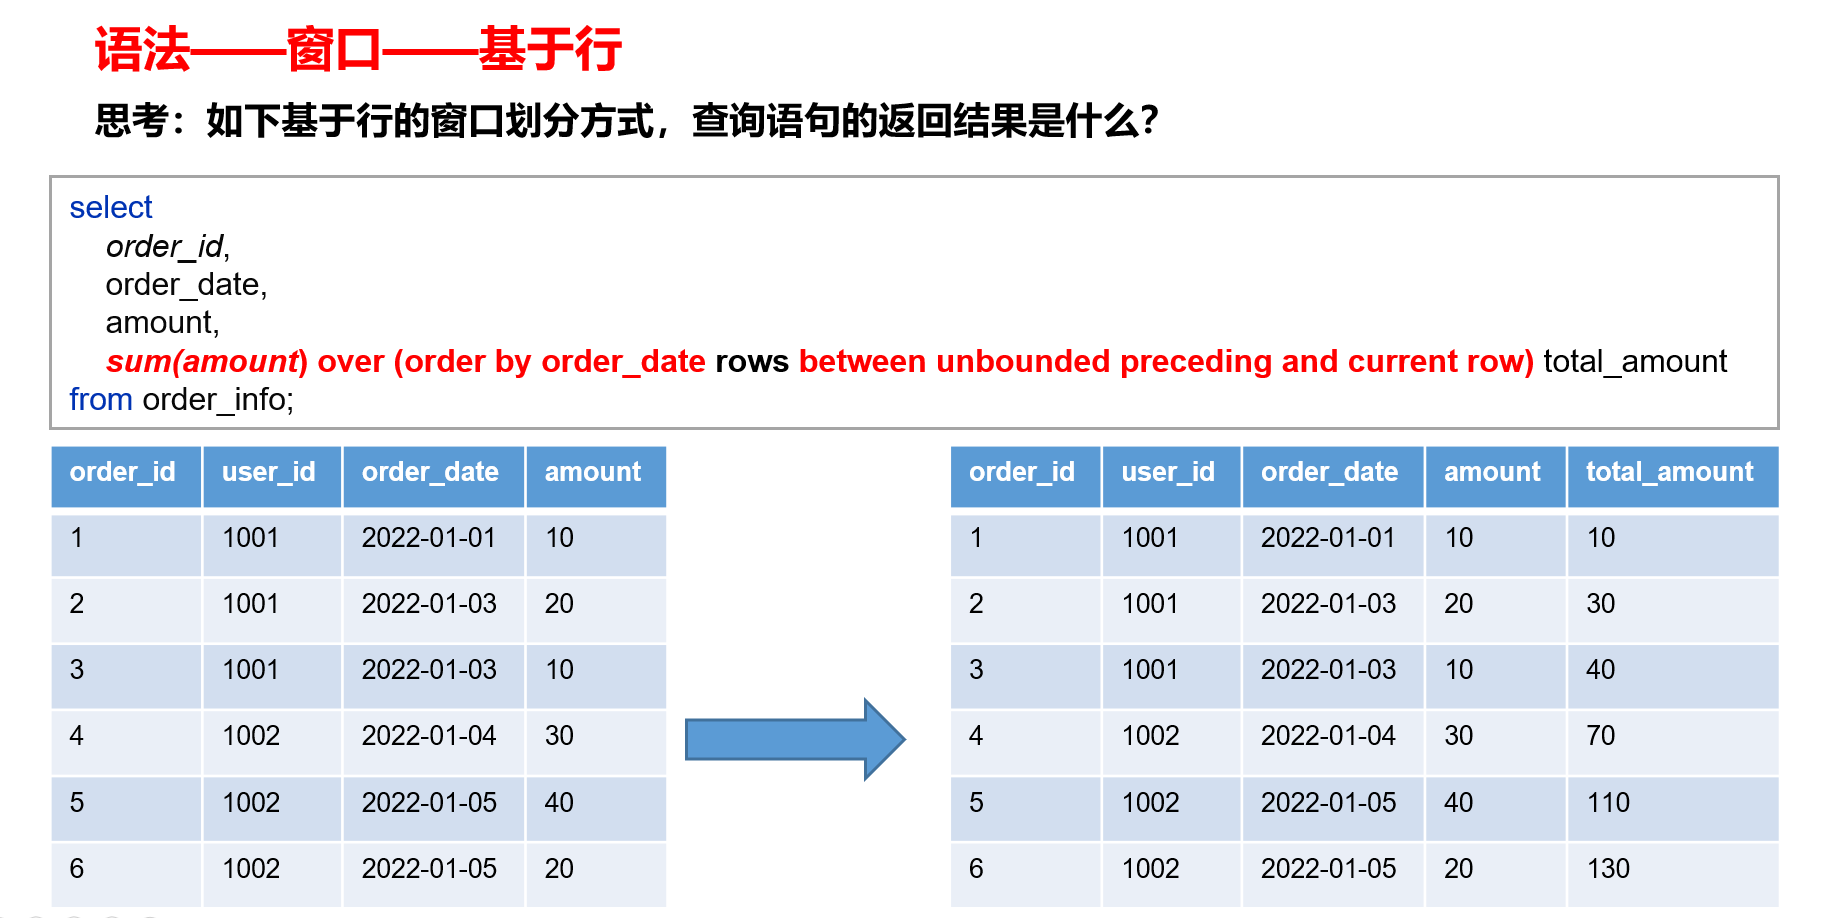 语法——窗口——基于行
思考：如下基于行的窗口划分方式，查询语句的返回结果是什么？
select
order_id,
order_date,
amount,
sum(amount) over (order by order_date rows between unbounded preceding and current row) total_amount
from order_info;
order_id user_id order_date amount
1 1001 2022-01-01 10
2 1001 2022-01-03 20
3 1001 2022-01-03 10
4 1002 2022-01-04 30
5 1002 2022-01-05 40
6 1002 2022-01-05 20
order_id user_id order_date amount total_amount
1 1001 2022-01-01 10 10
2 1001 2022-01-03 20 30
3 1001 2022-01-03 10 40
4 1002 2022-01-04 30 70
5 1002 2022-01-05 40 110
6 1002 2022-01-05 20 130